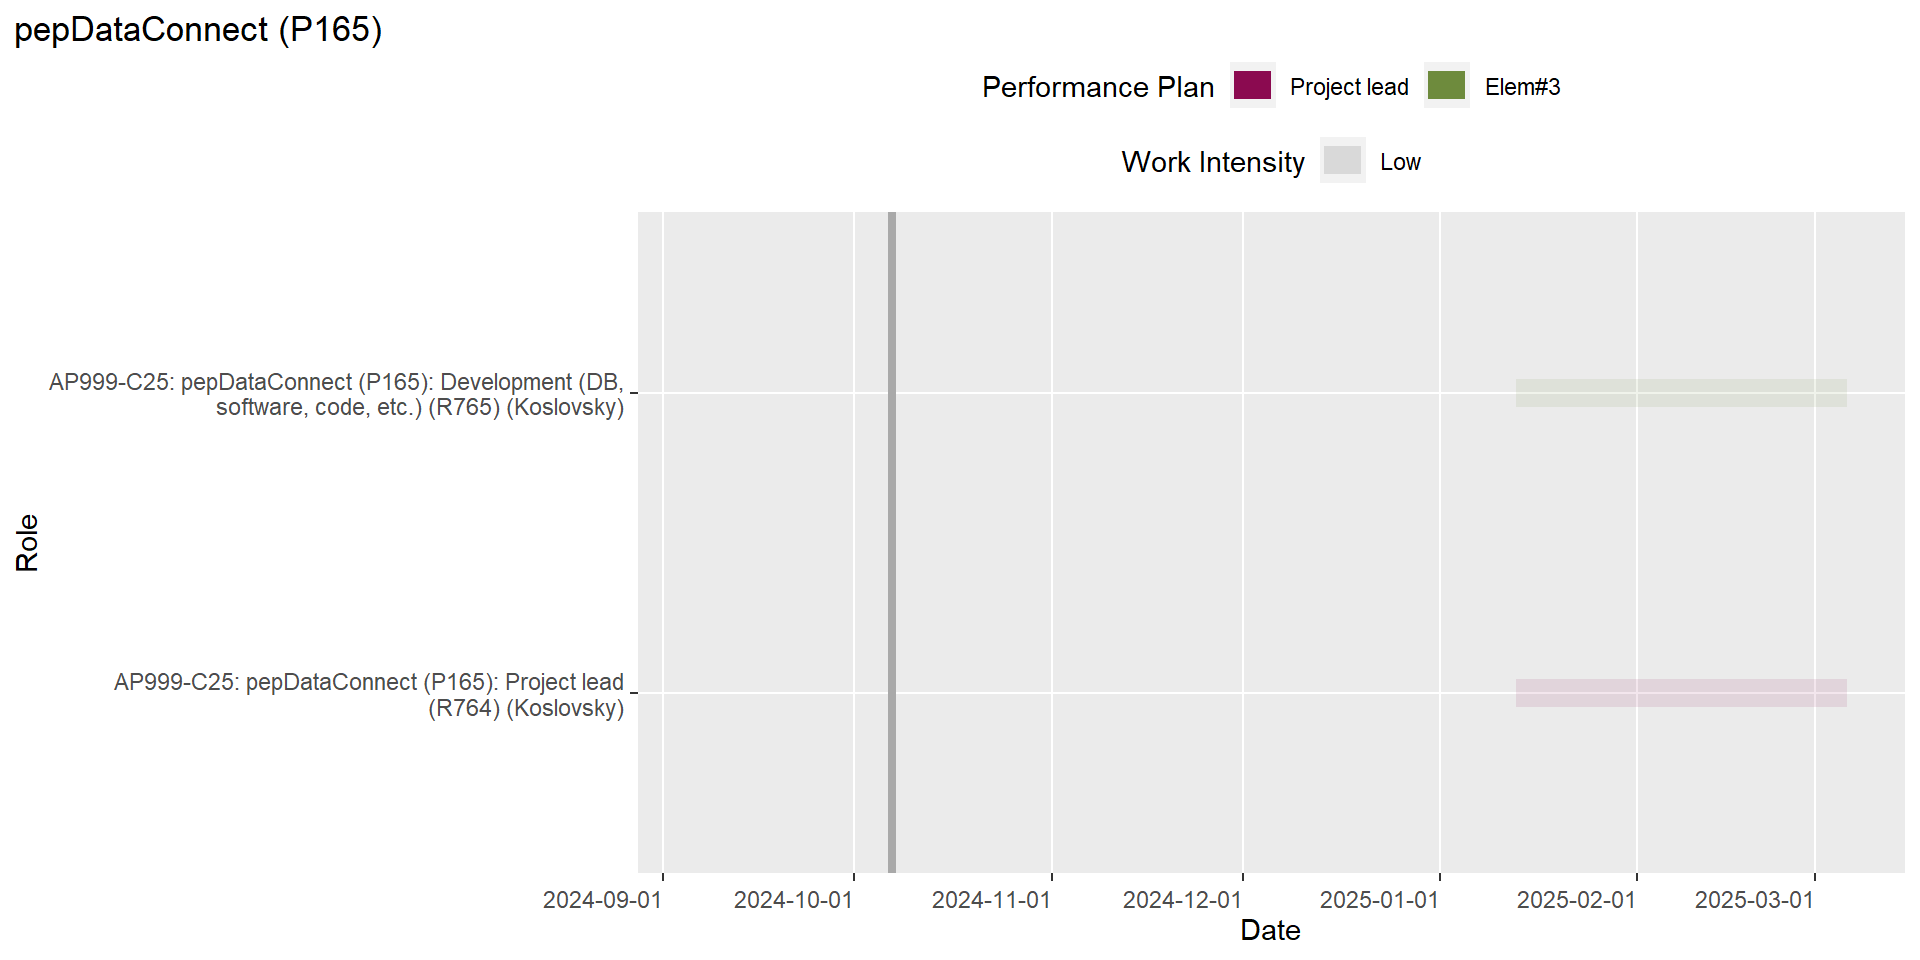 pepDataConnect (P165)
Performance Plan Project lead Elem#3
Work Intensity Low
AP999-C25: pepDataConnect (P165): Development (DB,
software, code, etc.) (R765) (Koslovsky)
Role
AP999-C25: pepDataConnect (P165): Project lead
(R764) (Koslovsky)
2024-09-01 2024-10-01 2024-11-01 2024-12-01 2025-01-01 2025-02-01 2025-03-01
Date